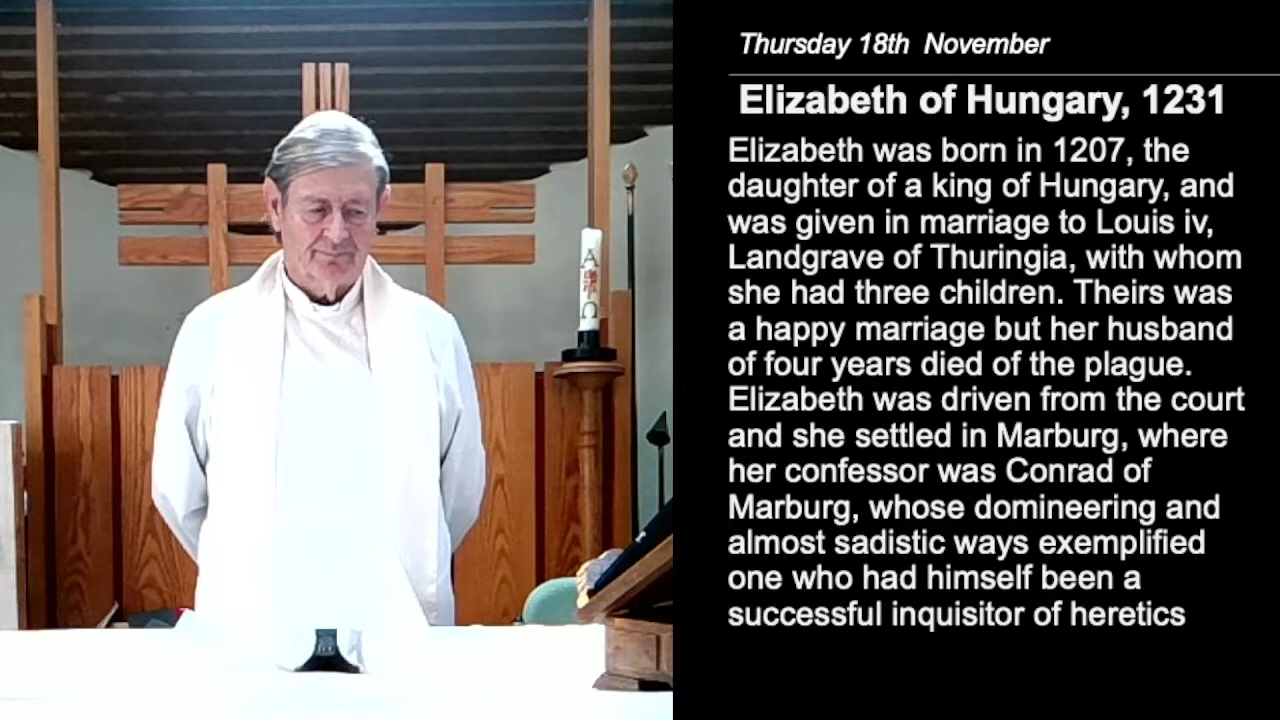 Thursday 18th November
Elizabeth of Hungary, 1231
Elizabeth was born in 1207, the
daughter of a king of Hungary, and
was given in marriage to Louis iv,
Landgrave of Thuringia, with whom
she had three children. Theirs was
a happy marriage but her husband
of four years died of the plague.
Elizabeth was driven from the court
and she settled in Marburg, where
her confessor was Conrad of
Marburg, whose domineering and
almost sadistic ways exemplified
one who had himself been a
successful inquisitor of heretics
Α
Ω